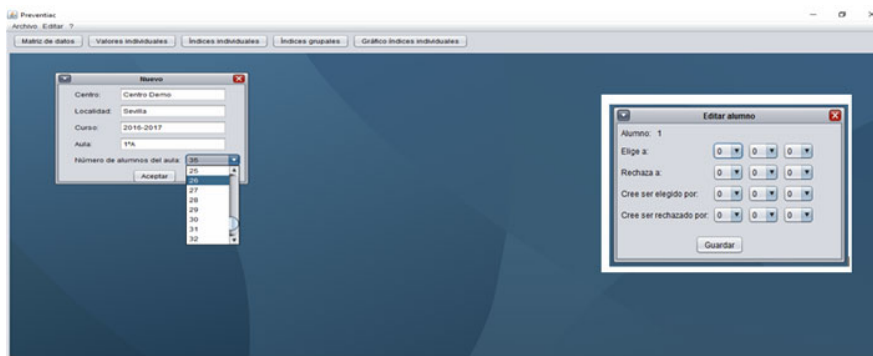 Preventiec
Archivo Editar ?
Matriz de datos Valores individuales Índices individuales Índices grupales Gráfico índices individuales
Nuevo
Centro: Centro Demo
Localidad: Sevilla
Curso: 2016-2017
Aula: 1ºA
Número de alumnos del aula: 35
Aceptar
25
26
27
28
29
30
31
32
Editar alumno
Alumno: 1
Elige a: 0 0 0
Rechaza a: 0 0 0
Cree ser elegido por: 0 0 0
Cree ser rechazado por: 0 0 0
Guardar